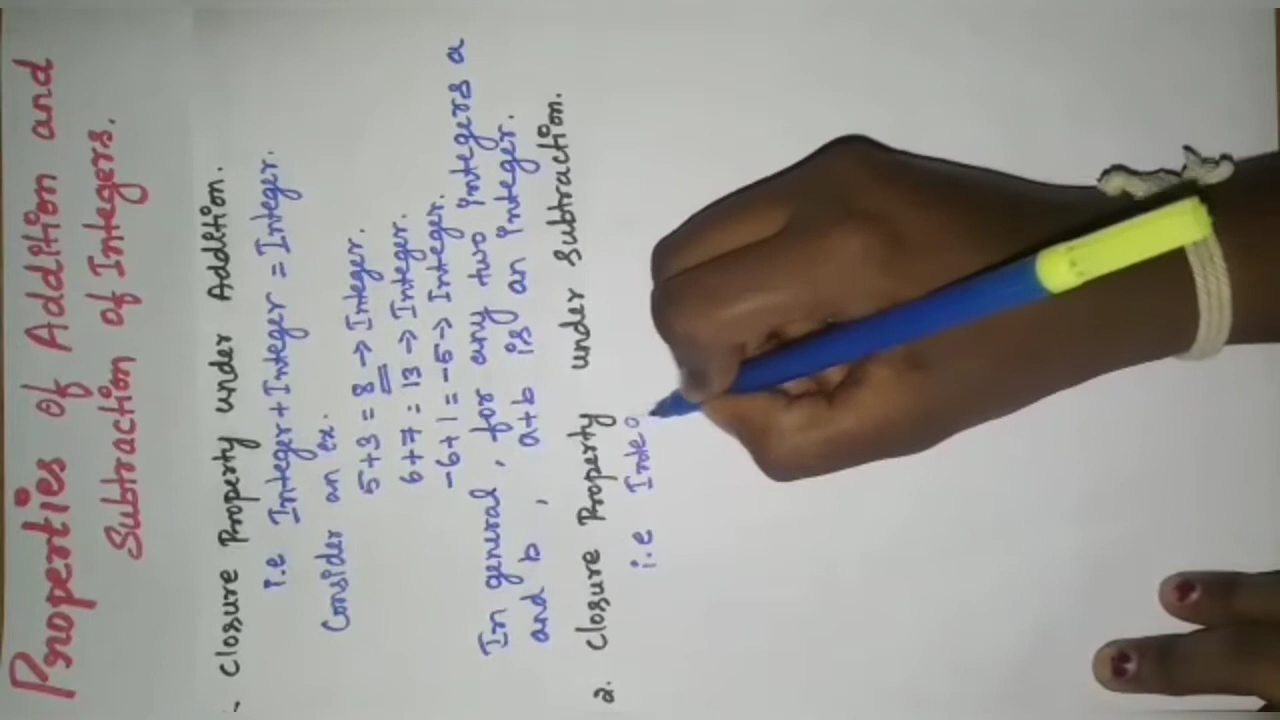 Properties of Addition and
Subtraction of Integers.
Closure Property under Addition.
i.e Integer + Integer = Integer.
Consider an ex.
5+3 = 8 → Integer.
6+7 = 13 → Integer.
-6+1 = -5 → Integer.
In general, for any two integers a
and b, a+b is an integer.
2. Closure Property under subtraction.
i.e Inte